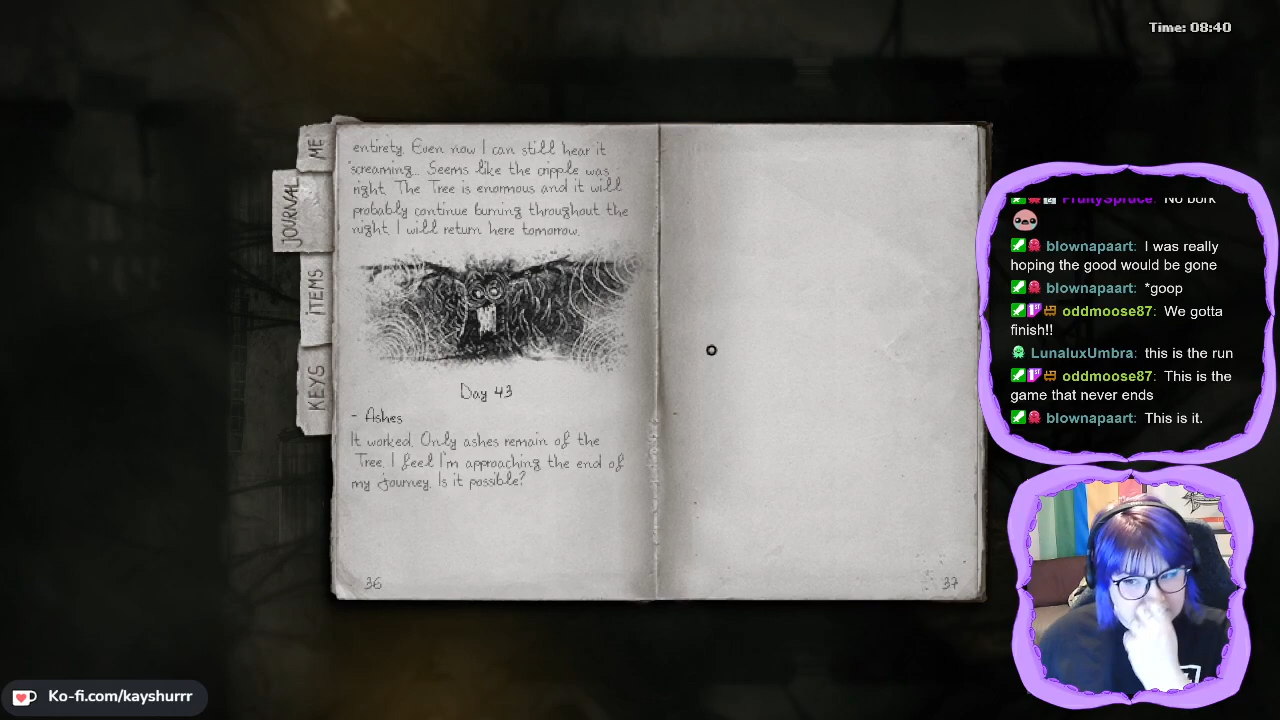 Time: 08:40
ME
JOURNAL
ITEMS
KEYS
entirety. Even now I can still hear it
screaming... Seems like the cripple was
right. The Tree is enormous and it will
probably continue burning throughout the
night. I will return here tomorrow.
Day 43
- Ashes
It worked. Only ashes remain of the
Tree. I feel I'm approaching the end of
my journey. Is it possible?
36
37
FruitySpruce: No bork
blownapaart: I was really
hoping the good would be gone
blownapaart: *goop
oddmoose87: We gotta
finish!!
LunaluxUmbra: this is the run
oddmoose87: This is the
game that never ends
blownapaart: This is it.
Ko-fi.com/kayshurrr